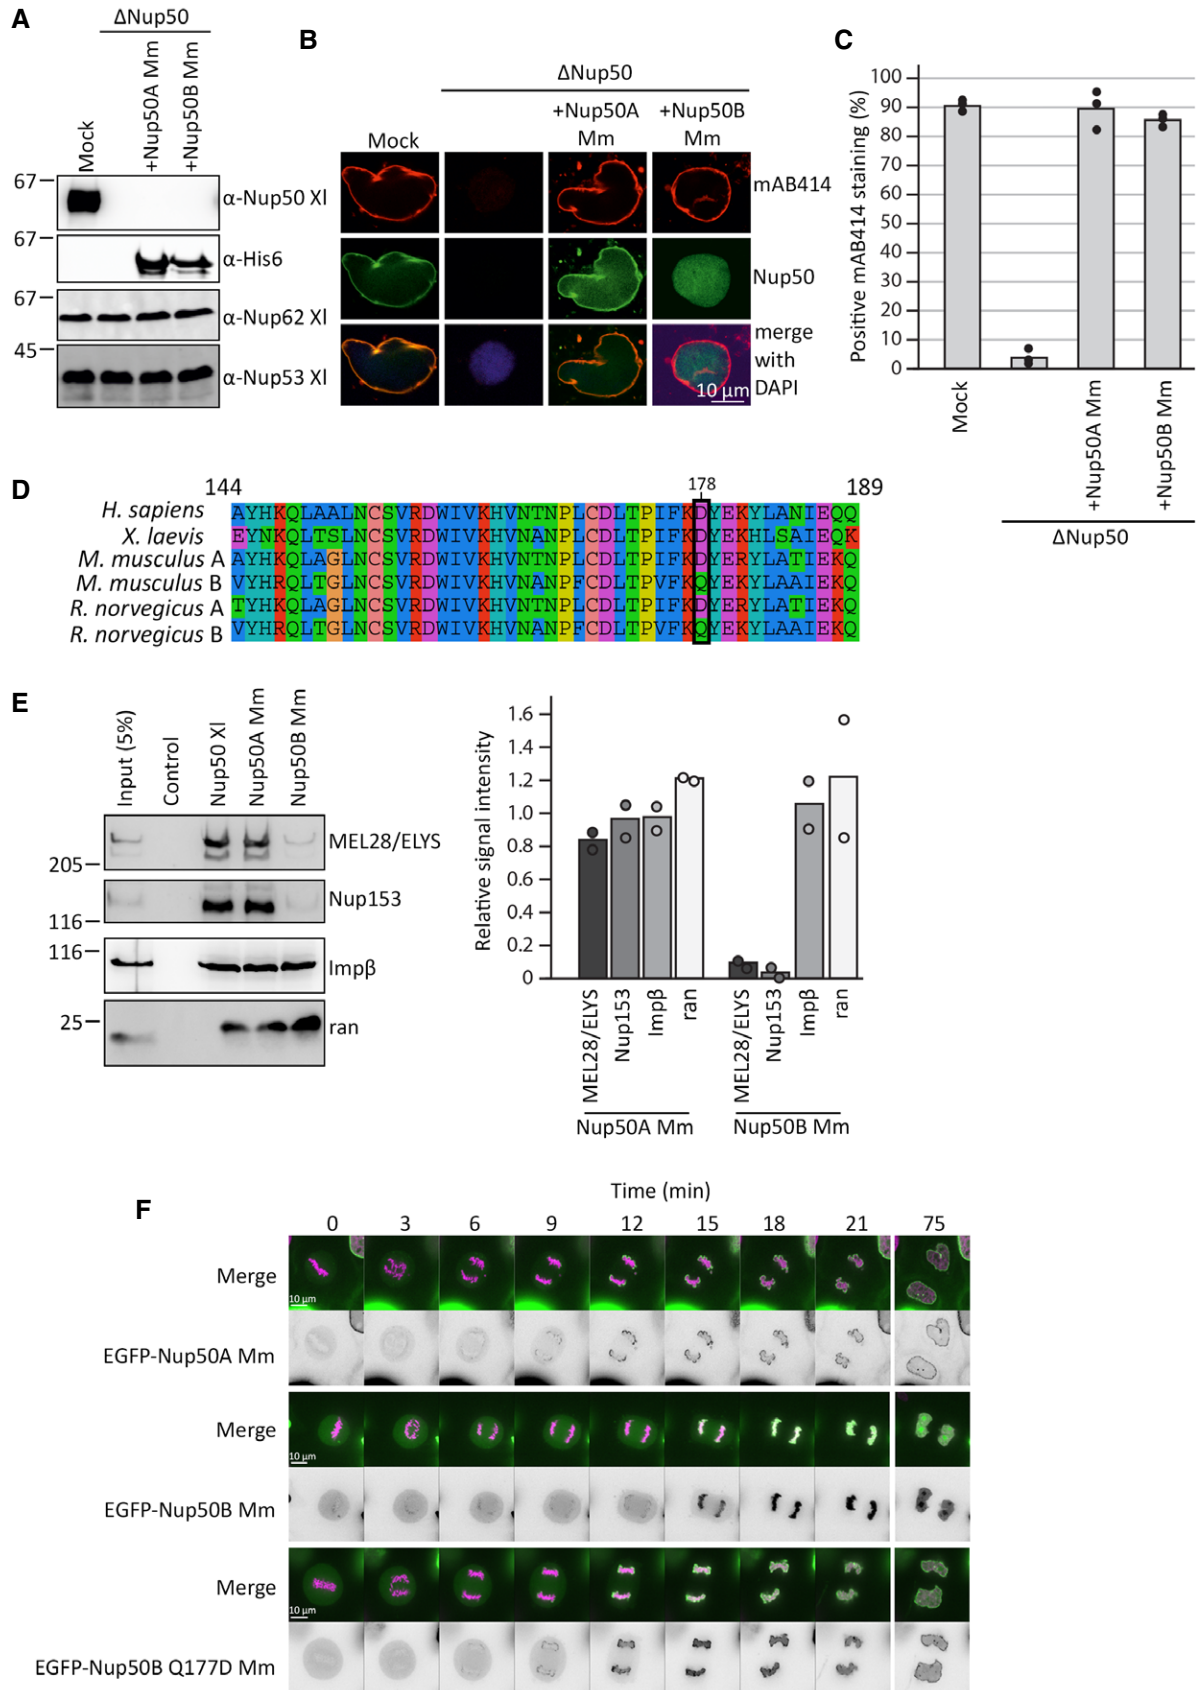 A
ΔNup50
Mock
+Nup50A Mm
+Nup50B Mm
67
α-Nup50 Xl
67
α-His6
67
α-Nup62 Xl
45
α-Nup53 Xl
B
ΔNup50
Mock
+Nup50A Mm
+Nup50B Mm
mAB414
Nup50
merge with DAPI
10 µm
C
Positive mAB414 staining (%)
100
90
80
70
60
50
40
30
20
10
0
Mock
+Nup50A Mm
+Nup50B Mm
ΔNup50
D
144
178
189
H. sapiens AYHKQLAALNCSVRDWIVKHVNTNPLCDLTPIFKDYEKYLANIEQQ
X. laevis EYNKQLTSLNCSVRDWIVKHVNANPLCDLTPIFKDYEKHLSAIEQK
M. musculus A AYHKQLAGLNCSVRDWIVKHVNTNPLCDLTPIFKDYERYLATIEKQ
M. musculus B VYHRQLTGLNCSVRDWIVKHVNANPFCDLTPVFKQYEKYLAAIEKQ
R. norvegicus A TYHKQLAGLNCSVRDWIVKHVNTNPLCDLTPIFKDYERYLATIEKQ
R. norvegicus B VYHRQLTGLNCSVRDWIVKHVNANPFCDLTPVFKQYEKYLAAIEKQ
E
Input (5%)
Control
Nup50 Xl
Nup50A Mm
Nup50B Mm
205
MEL28/ELYS
116
Nup153
116
Impβ
25
ran
Relative signal intensity
1.6
1.4
1.2
1.0
0.8
0.6
0.4
0.2
0
MEL28/ELYS
Nup153
Impβ
ran
MEL28/ELYS
Nup153
Impβ
ran
Nup50A Mm
Nup50B Mm
F
Time (min)
0 3 6 9 12 15 18 21 75
Merge
10 µm
EGFP-Nup50A Mm
Merge
10 µm
EGFP-Nup50B Mm
Merge
10 µm
EGFP-Nup50B Q177D Mm